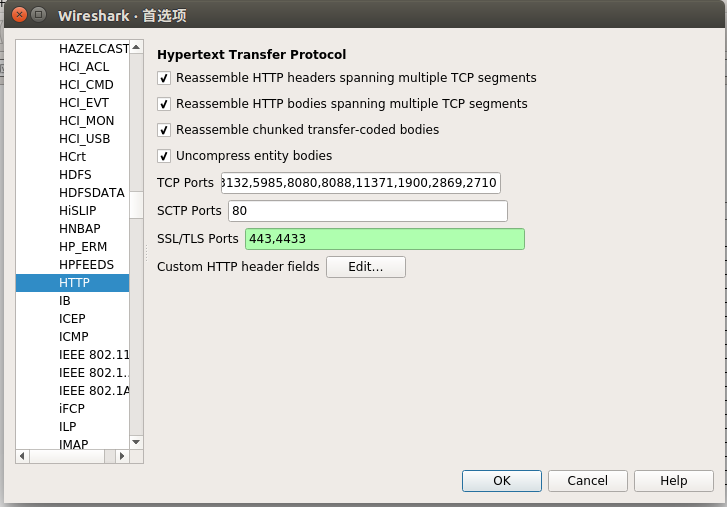 Wireshark · 首选项
HAZELCAST
HCI_ACL
HCI_CMD
HCI_EVT
HCI_MON
HCI_USB
HCrt
HDFS
HDFSDATA
HiSLIP
HNBAP
HP_ERM
HPFEEDS
HTTP
IB
ICEP
ICMP
IEEE 802.11
IEEE 802.1..
IEEE 802.1A
iFCP
ILP
IMAP
Hypertext Transfer Protocol
Reassemble HTTP headers spanning multiple TCP segments
Reassemble HTTP bodies spanning multiple TCP segments
Reassemble chunked transfer-coded bodies
Uncompress entity bodies
TCP Ports 3132,5985,8080,8088,11371,1900,2869,2710
SCTP Ports 80
SSL/TLS Ports 443,4433
Custom HTTP header fields Edit...
OK Cancel Help